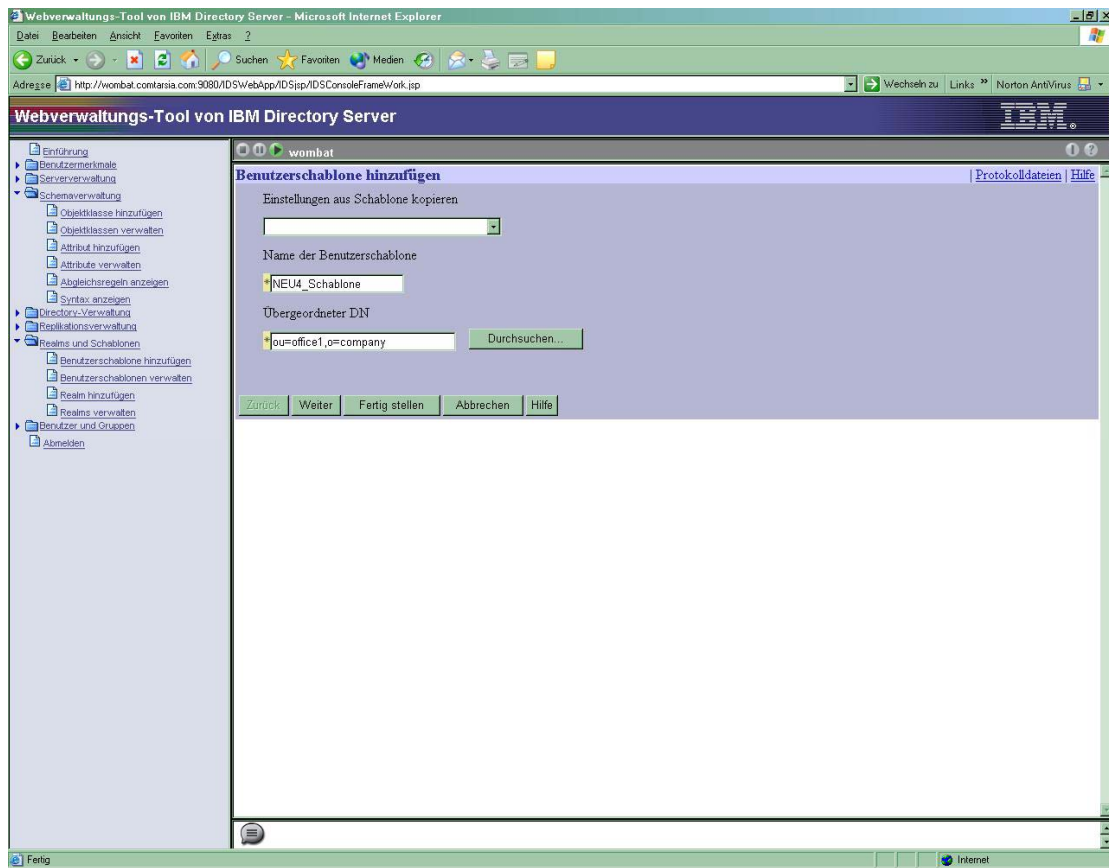 Webverwaltungs-Tool von IBM Directory Server - Microsoft Internet Explorer
Datei Bearbeiten Ansicht Favoriten Extras ?
Zurück Suchen Favoriten Medien
Adresse http://wombat.comtarsia.com:9080/IDSWebApp/IDSjsp/IDSConsoleFrameWork.jsp Wechseln zu Links » Norton AntiVirus
Webverwaltungs-Tool von IBM Directory Server IBM
Einführung
Benutzermerkmale
Serververwaltung
Schemaverwaltung
Objektklasse hinzufügen
Objektklassen verwalten
Attribut hinzufügen
Attribute verwalten
Abgleichsregeln anzeigen
Syntax anzeigen
Directory-Verwaltung
Replikationsverwaltung
Realms und Schablonen
Benutzerschablone hinzufügen
Benutzerschablonen verwalten
Realm hinzufügen
Realms verwalten
Benutzer und Gruppen
Abmelden
wombat
Benutzerschablone hinzufügen | Protokolldateien | Hilfe
Einstellungen aus Schablone kopieren
Name der Benutzerschablone
*NEU4_Schablone
Übergeordneter DN
*ou=office1,o=company Durchsuchen...
Zurück Weiter Fertig stellen Abbrechen Hilfe
Fertig Internet